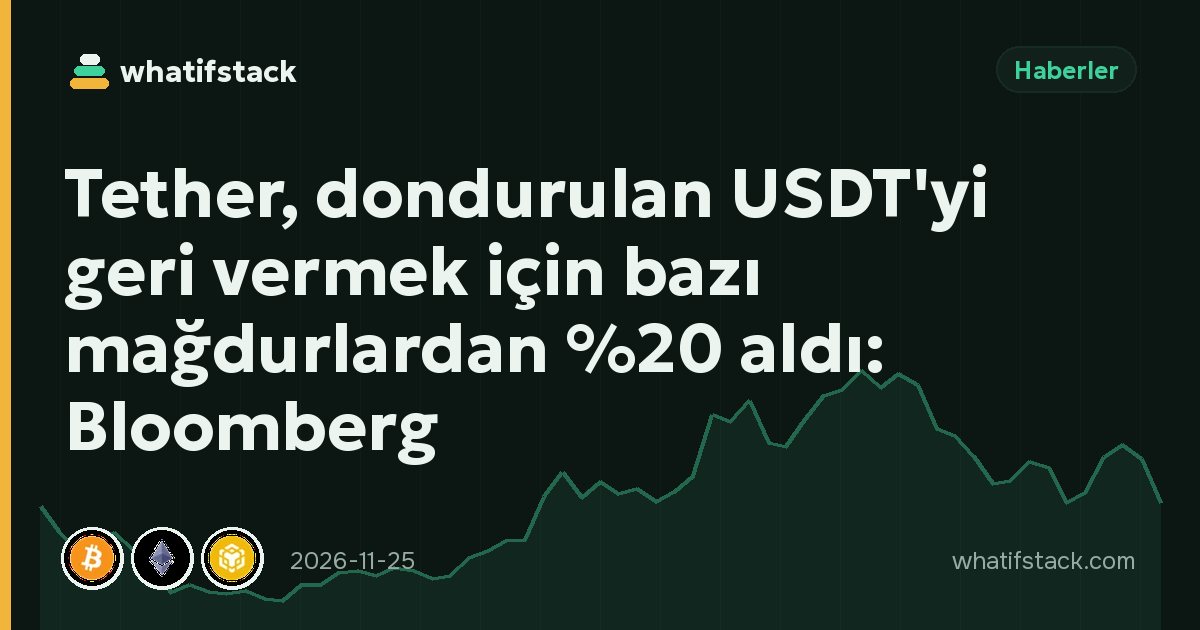 whatifstack
Haberler
Tether, dondurulan USDT'yi
geri vermek için bazı
mağdurlardan %20 aldı:
Bloomberg
2026-11-25
whatifstack.com